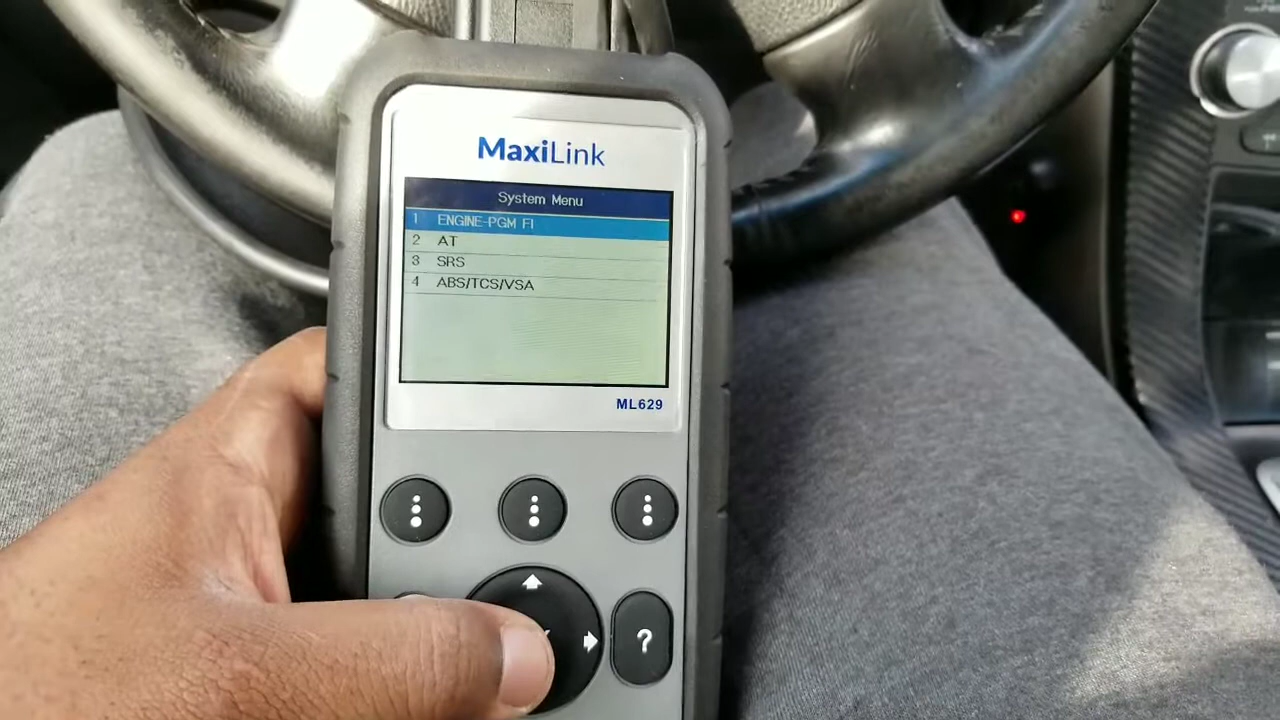 MaxiLink
System Menu
1 ENGINE-PGM FI
2 AT
3 SRS
4 ABS/TCS/VSA
ML629
?